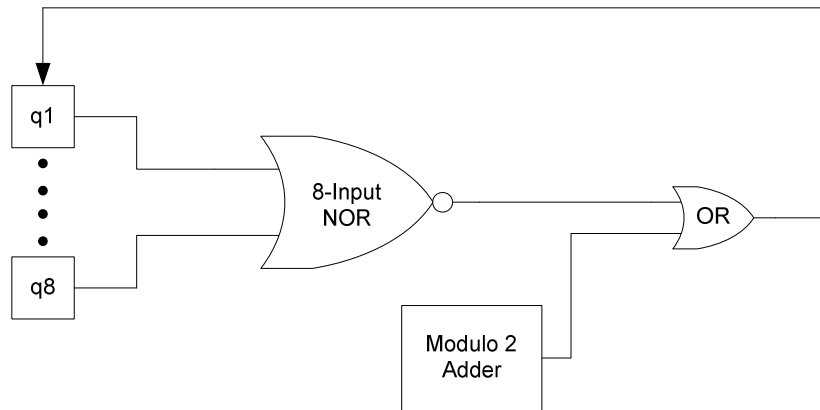 q1
8-Input
NOR
OR
q8
Modulo 2
Adder